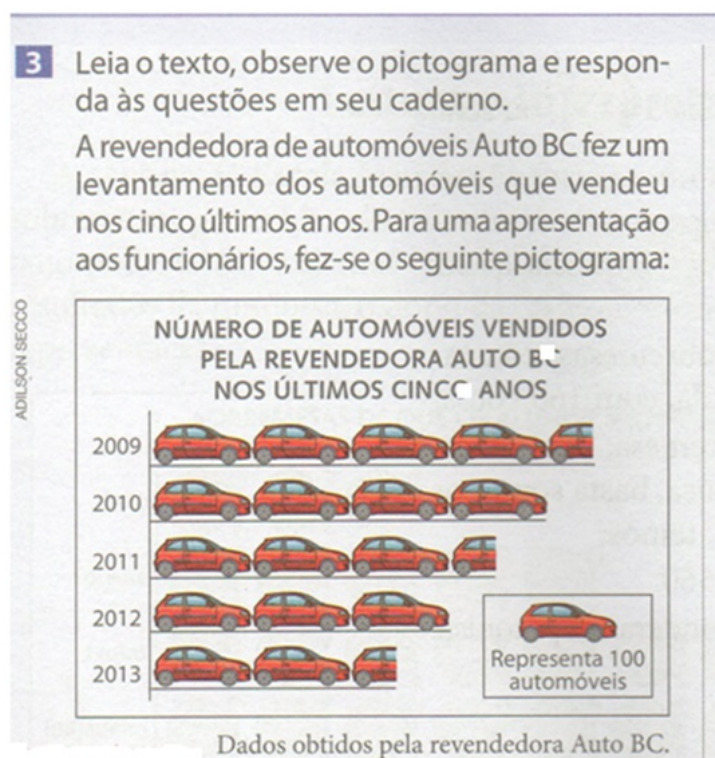 3 Leia o texto, observe o pictograma e respon-
da às questões em seu caderno.
A revendedora de automóveis Auto BC fez um
levantamento dos automóveis que vendeu
nos cinco últimos anos. Para uma apresentação
aos funcionários, fez-se o seguinte pictograma:
ADILSON SECCO
NÚMERO DE AUTOMÓVEIS VENDIDOS
PELA REVENDEDORA AUTO BC
NOS ÚLTIMOS CINCO ANOS
2009
2010
2011
2012
2013
Representa 100
automóveis
Dados obtidos pela revendedora Auto BC.